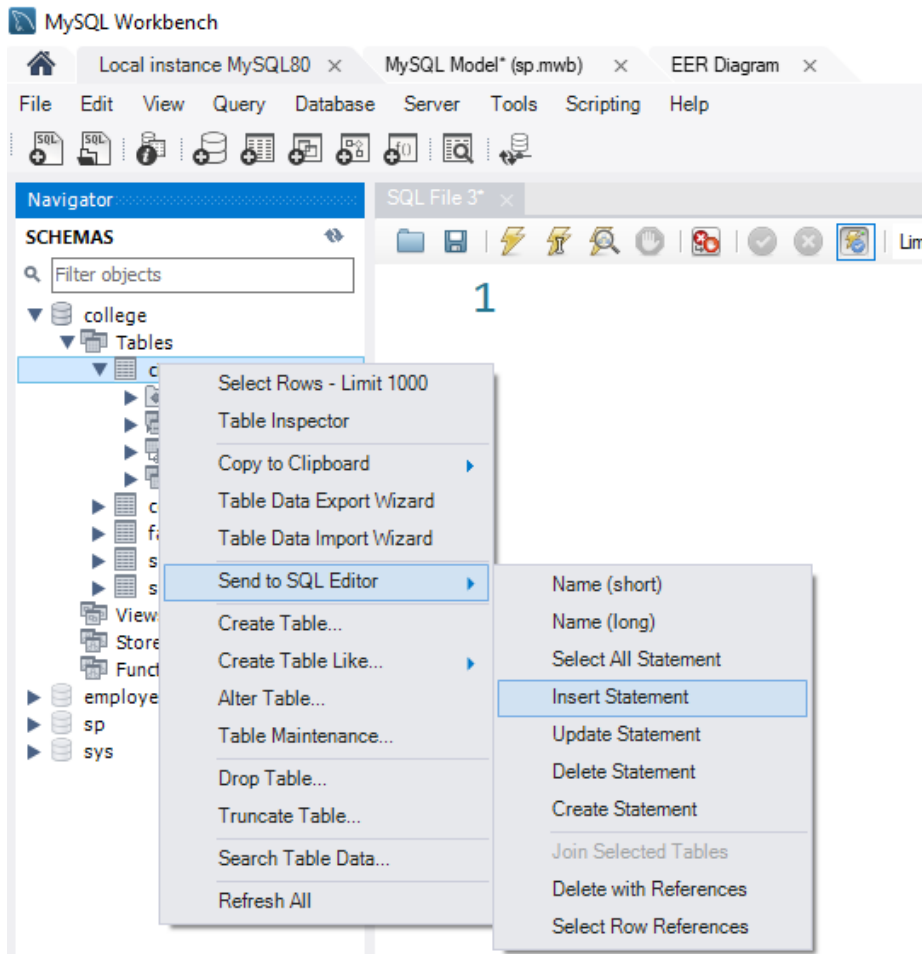 MySQL Workbench
Local instance MySQL80 × MySQL Model* (sp.mwb) × EER Diagram ×
File Edit View Query Database Server Tools Scripting Help
SQL SQL
Navigator SQL File 3* ×
SCHEMAS
Filter objects
1
college
Tables
Select Rows - Limit 1000
Table Inspector
Copy to Clipboard
Table Data Export Wizard
Table Data Import Wizard
Send to SQL Editor
Create Table...
Create Table Like...
Alter Table...
Table Maintenance...
Drop Table...
Truncate Table...
Search Table Data...
Refresh All
Name (short)
Name (long)
Select All Statement
Insert Statement
Update Statement
Delete Statement
Create Statement
Join Selected Tables
Delete with References
Select Row References
sp
sys